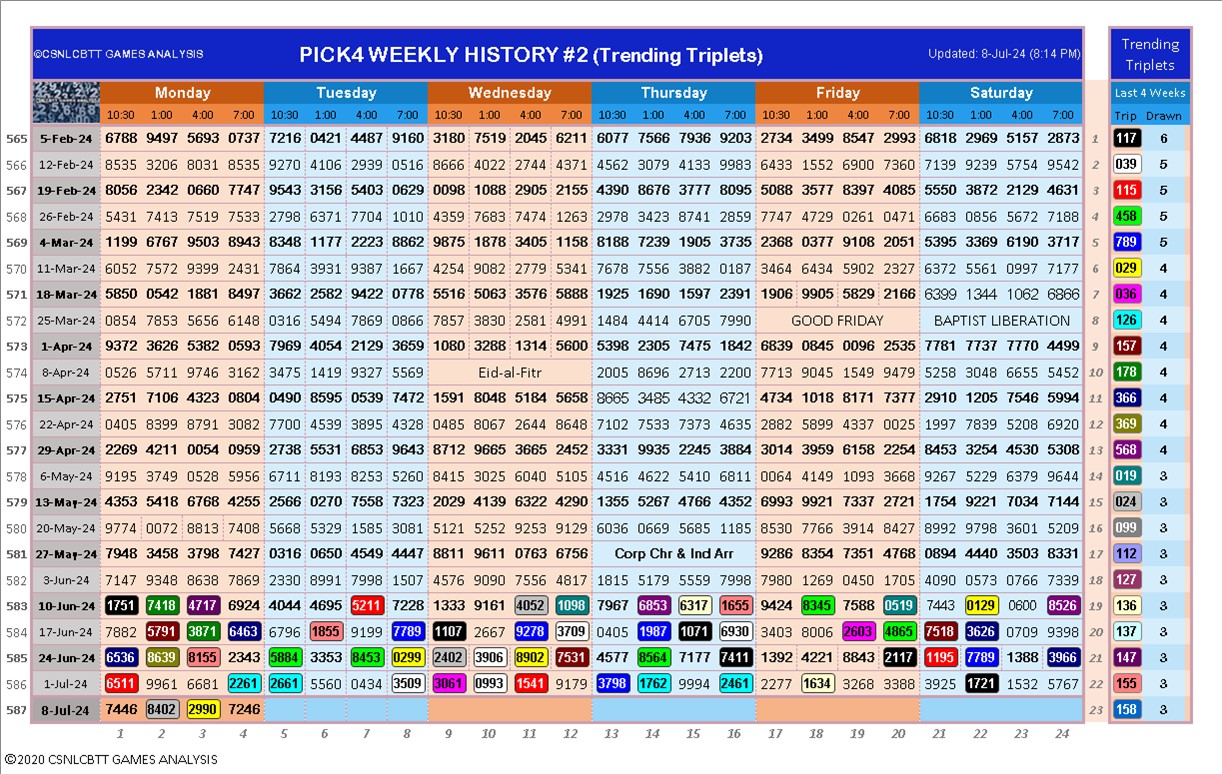 ©CSNLCBTT GAMES ANALYSIS PICK4 WEEKLY HISTORY #2 (Trending Triplets) Updated: 8-Jul-24 (8:14 PM)
Trending
Triplets
Monday Tuesday Wednesday Thursday Friday Saturday Last 4 Weeks
10:30 1:00 4:00 7:00 10:30 1:00 4:00 7:00 10:30 1:00 4:00 7:00 10:30 1:00 4:00 7:00 10:30 1:00 4:00 7:00 10:30 1:00 4:00 7:00 Trip Drawn
565 5-Feb-24 6788 9497 5693 0737 7216 0421 4487 9180 3180 7519 2045 6211 6077 7566 7936 9203 2734 3499 8547 2993 6818 2969 5157 2873 1 117 6
566 12-Feb-24 8535 3206 8031 8535 9270 4106 2939 0516 8666 4022 2744 4371 4562 3079 4133 9983 6433 1552 6900 7360 7139 9239 5754 9542 2 039 5
567 19-Feb-24 8056 2342 0660 7747 9543 3156 5403 0629 0098 1088 2905 2155 4390 8676 3777 8095 5088 3577 8397 4085 5550 3872 2129 4631 3 115 5
568 26-Feb-24 5431 7413 7519 7533 2798 6371 7704 1010 4359 7683 7474 1263 2978 3423 8741 2859 7747 4729 0261 0471 6683 0856 5672 7188 4 458 5
569 4-Mar-24 1199 6767 9503 8943 8348 1177 2223 8862 9875 1878 3405 1158 8188 7239 1905 3735 2368 0377 9108 2051 5395 3369 6190 3717 5 789 5
570 11-Mar-24 6052 7572 9399 2431 7864 3931 9387 1667 4254 9082 2779 5341 7678 7556 3882 0187 3464 6434 5902 2327 6372 5561 0997 7177 6 029 4
571 18-Mar-24 5850 0542 1881 8497 3662 2582 9422 0778 5516 5063 3576 5888 1925 1690 1597 2391 1906 9905 5829 2166 6399 1344 1062 6866 7 036 4
572 25-Mar-24 0854 7853 5656 6148 0316 5494 7869 0866 7857 3830 2581 4991 1484 4414 6705 7990 GOOD FRIDAY BAPTIST LIBERATION 8 126 4
573 1-Apr-24 9372 3626 5382 0593 7969 4054 2129 3659 1080 3288 1314 5600 5398 2305 7475 1842 6839 0845 0096 2535 7781 7737 7770 4499 9 157 4
574 8-Apr-24 0526 5711 9746 3162 3475 1419 9327 5569 Eid-al-Fitr 2005 8696 2713 2200 7713 9045 1549 9479 5258 3048 6655 5452 10 178 4
575 15-Apr-24 2751 7106 4323 0804 0490 8595 0539 7472 1591 8048 5184 5658 8665 3485 4332 6721 4734 1018 8171 7377 2910 1205 7546 5994 11 366 4
576 22-Apr-24 0405 8399 8791 3082 7700 4539 3895 4328 0485 8067 2644 8648 7102 7533 7373 4635 2882 5899 4337 0025 1997 7839 5208 6920 12 369 4
577 29-Apr-24 2269 4211 0054 0959 2738 5531 6853 9643 8712 9665 3665 2452 3331 9935 2245 3884 3014 3959 6158 2254 8453 3254 4530 5308 13 568 4
578 6-May-24 9195 3749 0528 5956 6711 8193 8253 5256 8415 3025 6040 5105 4516 4622 5410 6811 0064 4149 1093 3668 9267 5229 6379 9644 14 019 3
579 13-May-24 4353 5418 6768 4255 2566 0270 7558 7323 2029 4139 6322 4290 1355 5267 4766 4352 6993 9921 7337 2721 1754 9221 7034 7144 15 024 3
580 20-May-24 9774 0072 8813 7408 5668 5329 1585 3081 5121 5252 9253 9129 6036 0669 5685 1185 8530 7766 3914 8427 8992 9798 3601 5209 16 099 3
581 27-May-24 7948 3458 3798 7427 0316 0650 4549 4447 8811 9611 0763 6756 Corp Chr & Ind Arr 9286 8354 7351 4768 0894 4440 3503 8331 17 112 3
582 3-Jun-24 7147 9348 8638 7869 2330 8991 7998 1507 4576 9090 7556 4817 1815 5179 5559 7998 7980 1269 0450 1705 4090 0573 0766 7339 18 127 3
583 10-Jun-24 1751 7418 4717 6924 4044 4695 5211 7228 1333 9161 4052 1098 7967 6853 6317 1655 9424 8345 7588 0519 7443 0129 0600 8526 19 136 3
584 17-Jun-24 7882 5791 3871 6463 6796 1855 9199 7789 1107 2667 9278 3709 0405 1987 1071 6930 3403 8006 2603 4865 7518 3626 0709 9398 20 137 3
585 24-Jun-24 6536 8639 8155 2343 5884 3353 8453 0299 2402 3906 8902 7531 4577 8564 7177 7411 1392 4221 8843 2117 1195 7789 1388 3966 21 147 3
586 1-Jul-24 6511 9961 6681 2261 2661 5560 0434 3509 3061 0993 1541 9179 3798 1762 9994 2461 2277 1634 3268 3388 3925 1721 1532 5767 22 155 3
587 8-Jul-24 7446 8402 2990 7246 23 158 3
1 2 3 4 5 6 7 8 9 10 11 12 13 14 15 16 17 18 19 20 21 22 23 24
©2020 CSNLCBTT GAMES ANALYSIS